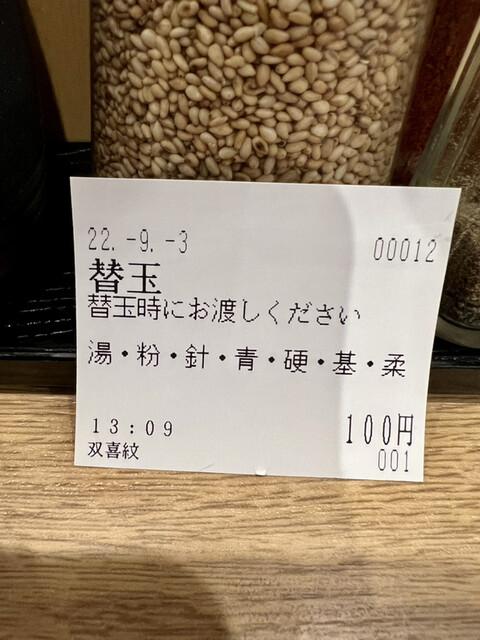 22.-9.-3 00012
替玉
替玉時にお渡しください
湯・粉・針・青・硬・基・柔
13:09 100円
双喜紋 001